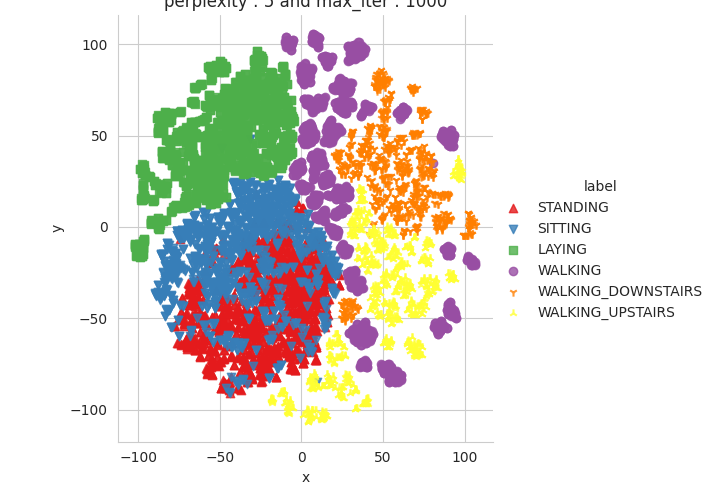 perplexity : 5 and max_iter : 1000
100
50
0
−50
−100
y
−100 −50 0 50 100
x
label
STANDING
SITTING
LAYING
WALKING
WALKING_DOWNSTAIRS
WALKING_UPSTAIRS